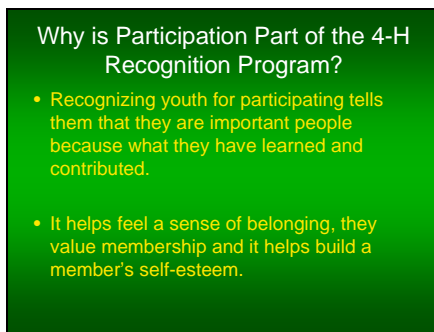 Why is Participation Part of the 4-H
Recognition Program?
• Recognizing youth for participating tells
them that they are important people
because what they have learned and
contributed.
• It helps feel a sense of belonging, they
value membership and it helps build a
member's self-esteem.